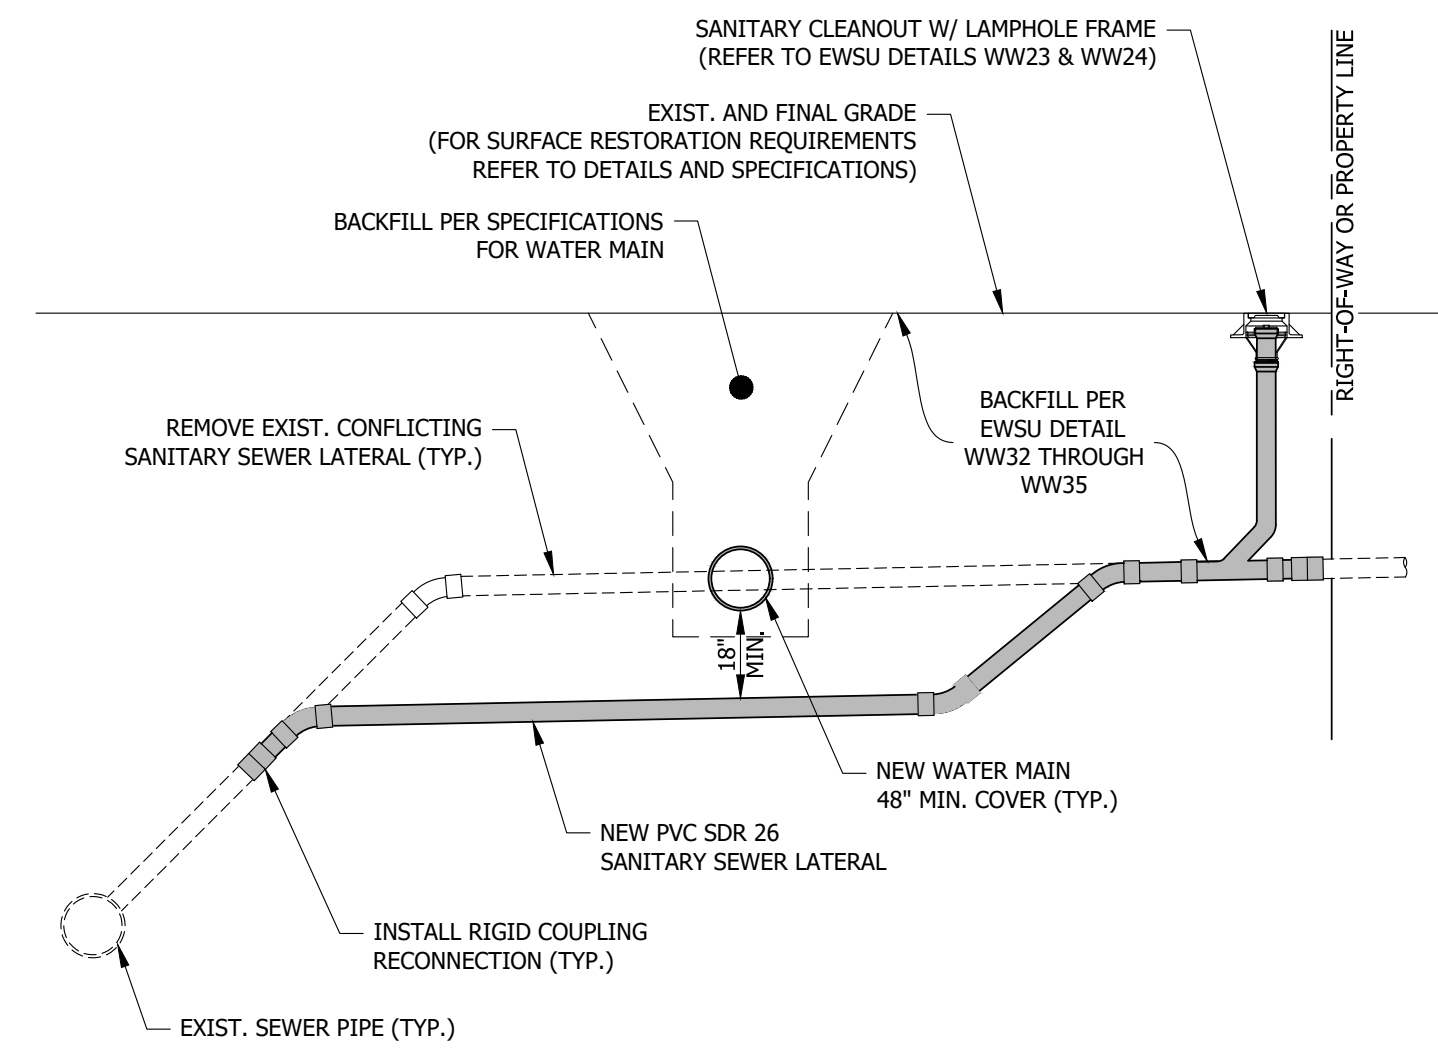 SANITARY CLEANOUT W/ LAMPHOLE FRAME
(REFER TO EWSU DETAILS WW23 & WW24)
EXIST. AND FINAL GRADE
(FOR SURFACE RESTORATION REQUIREMENTS
REFER TO DETAILS AND SPECIFICATIONS)
BACKFILL PER SPECIFICATIONS
FOR WATER MAIN
RIGHT-OF-WAY OR PROPERTY LINE
REMOVE EXIST. CONFLICTING
SANITARY SEWER LATERAL (TYP.)
BACKFILL PER
EWSU DETAIL
WW32 THROUGH
WW35
18"
MIN.
NEW WATER MAIN
48" MIN. COVER (TYP.)
NEW PVC SDR 26
SANITARY SEWER LATERAL
INSTALL RIGID COUPLING
RECONNECTION (TYP.)
EXIST. SEWER PIPE (TYP.)